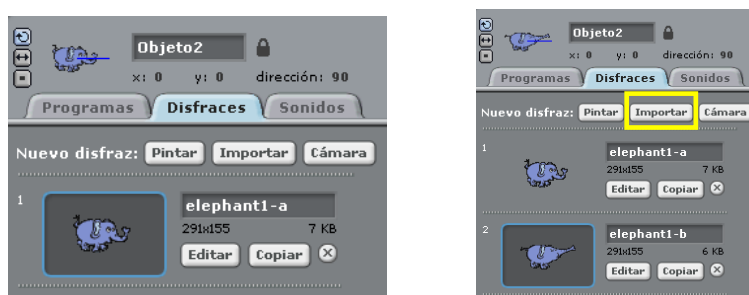 Objeto2
x: 0 y: 0 dirección: 90
Programas Disfraces Sonidos
Nuevo disfraz: Pintar Importar Cámara
1
elephant1-a
291x155 7 KB
Editar Copiar
Objeto2
x: 0 y: 0 dirección: 90
Programas Disfraces Sonidos
Nuevo disfraz: Pintar Importar Cámara
1
elephant1-a
291x155 7 KB
Editar Copiar
2
elephant1-b
291x155 6 KB
Editar Copiar